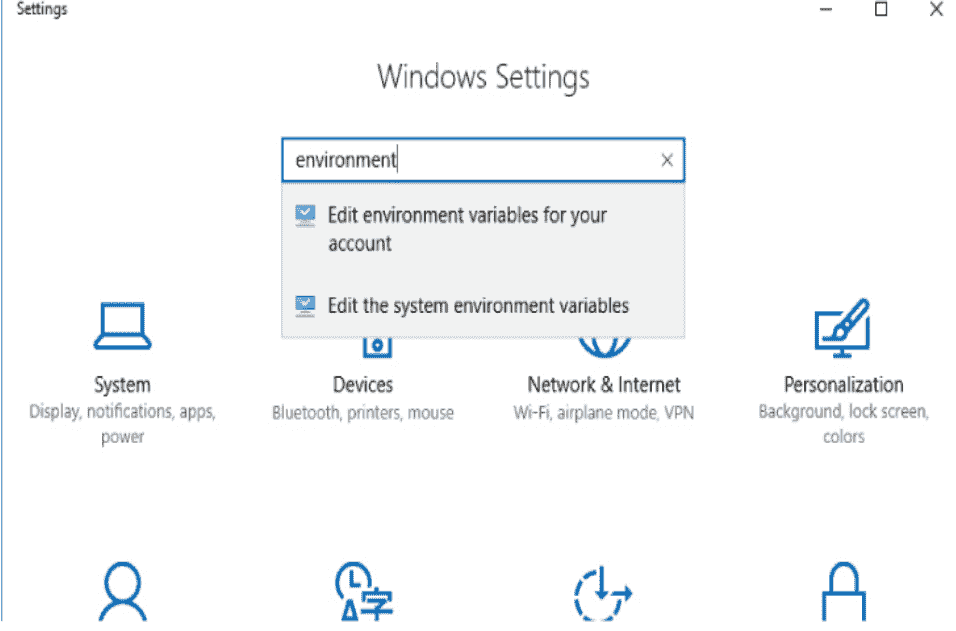 Settings
Windows Settings
environment
Edit environment variables for your
account
Edit the system environment variables
System
Devices
Network & Internet
Personalization
Display, notifications, apps,
power
Bluetooth, printers, mouse
Wi-Fi, airplane mode, VPN
Background, lock screen,
colors